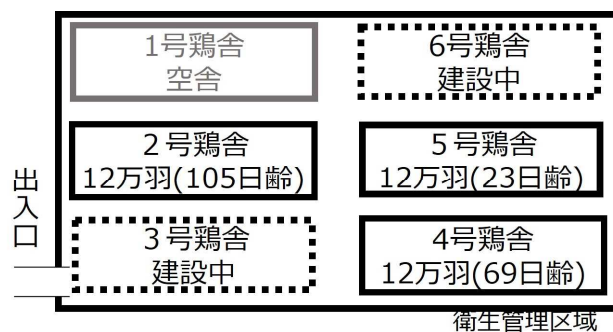 1号鶏舎
空舎
6号鶏舎
建設中
2号鶏舎
12万羽(105日齢)
5号鶏舎
12万羽(23日齢)
3号鶏舎
建設中
4号鶏舎
12万羽(69日齢)
出入口
衛生管理区域